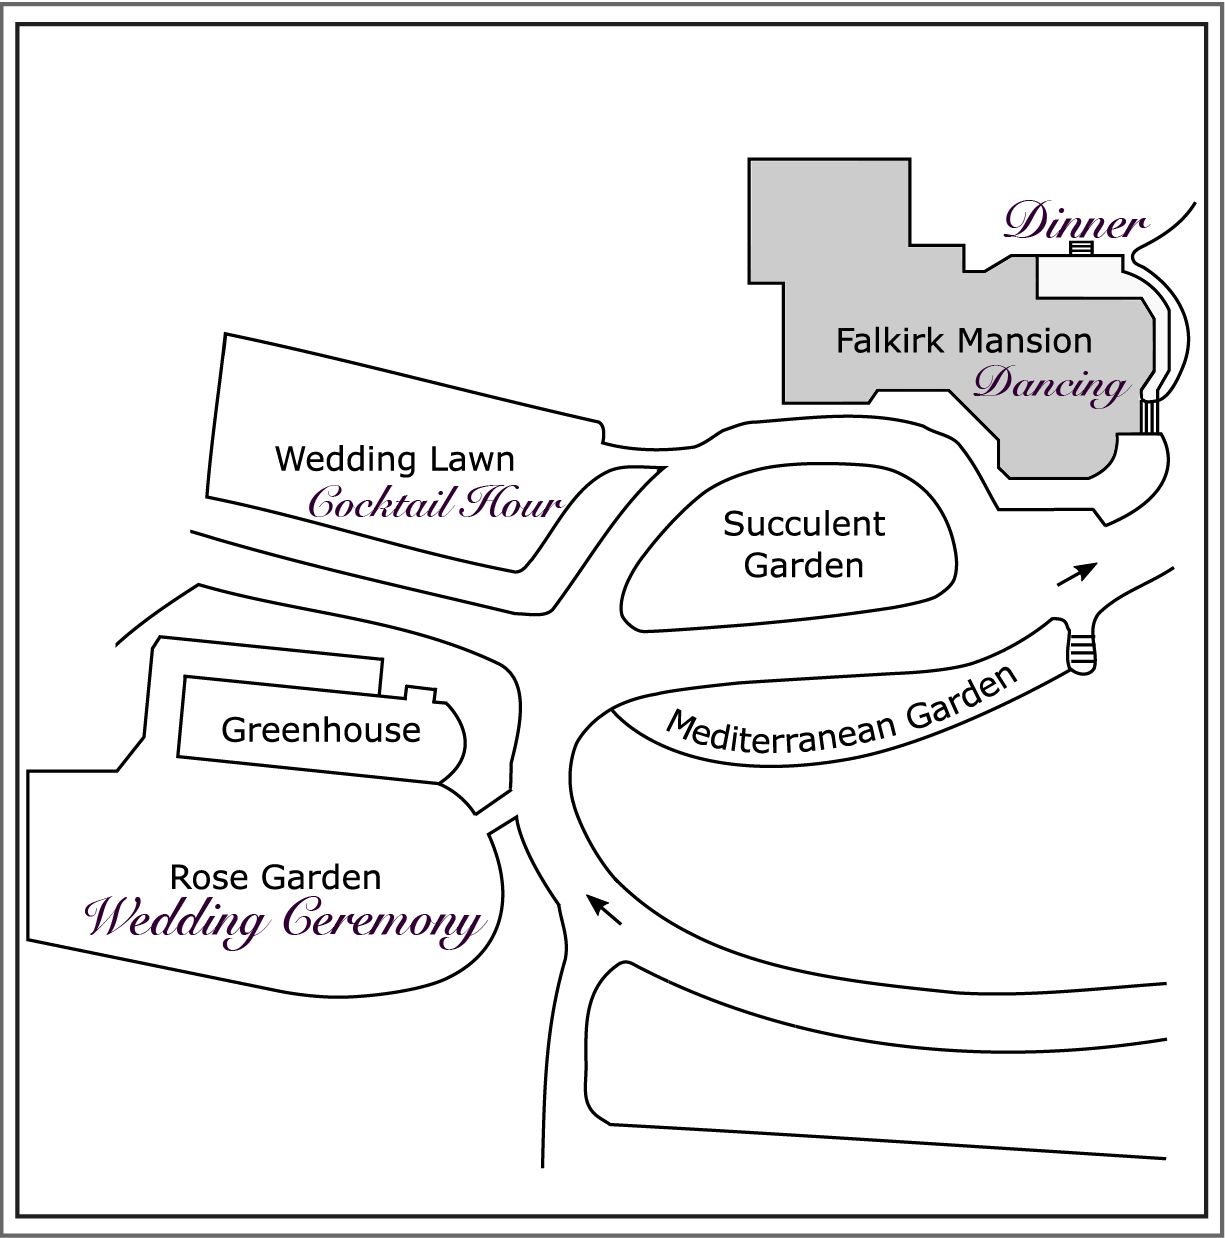 Dinner
Falkirk Mansion
Dancing
Wedding Lawn
Cocktail Hour
Succulent
Garden
Mediterranean Garden
Greenhouse
Rose Garden
Wedding Ceremony